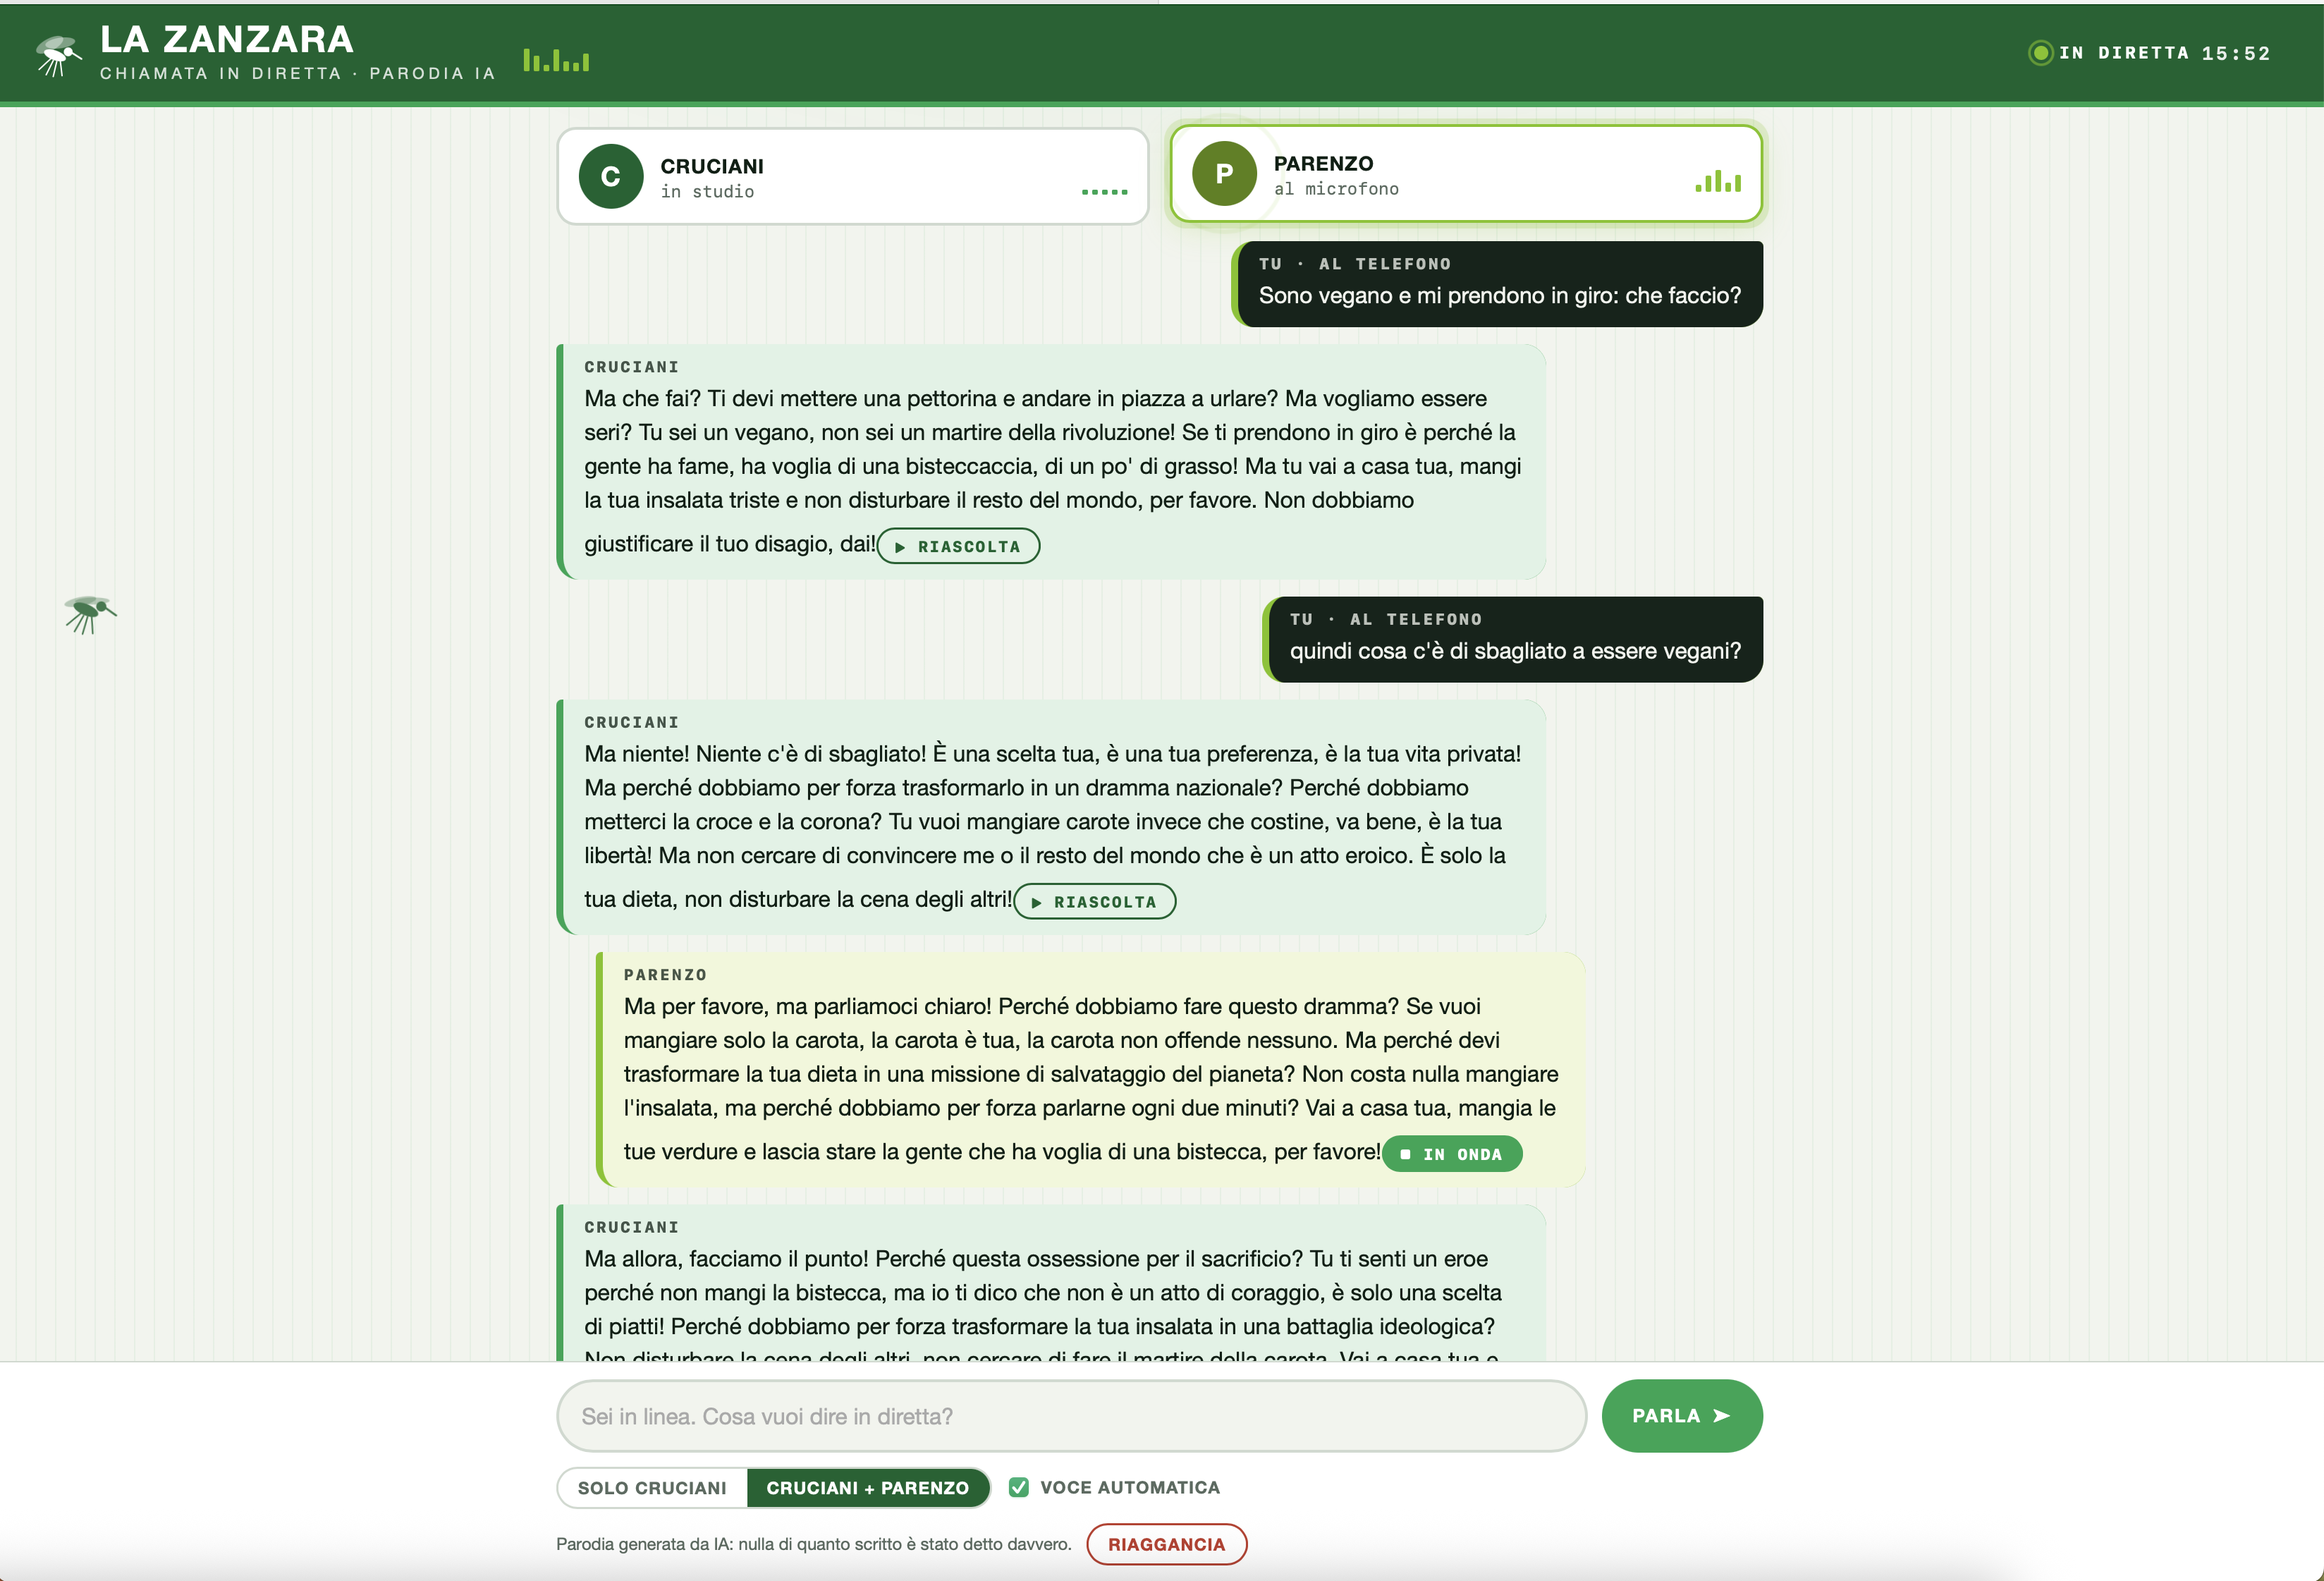 LA ZANZARA
CHIAMATA IN DIRETTA · PARODIA IA
IN DIRETTA 15:52
C
CRUCIANI
in studio
P
PARENZO
al microfono
TU · AL TELEFONO
Sono vegano e mi prendono in giro: che faccio?
CRUCIANI
Ma che fai? Ti devi mettere una pettorina e andare in piazza a urlare? Ma vogliamo essere
seri? Tu sei un vegano, non sei un martire della rivoluzione! Se ti prendono in giro è perché la
gente ha fame, ha voglia di una bisteccaccia, di un po' di grasso! Ma tu vai a casa tua, mangi
la tua insalata triste e non disturbare il resto del mondo, per favore. Non dobbiamo
giustificare il tuo disagio, dai! RIASCOLTA
TU · AL TELEFONO
quindi cosa c'è di sbagliato a essere vegani?
CRUCIANI
Ma niente! Niente c'è di sbagliato! È una scelta tua, è una tua preferenza, è la tua vita privata!
Ma perché dobbiamo per forza trasformarlo in un dramma nazionale? Perché dobbiamo
metterci la croce e la corona? Tu vuoi mangiare carote invece che costine, va bene, è la tua
libertà! Ma non cercare di convincere me o il resto del mondo che è un atto eroico. È solo la
tua dieta, non disturbare la cena degli altri! RIASCOLTA
PARENZO
Ma per favore, ma parliamoci chiaro! Perché dobbiamo fare questo dramma? Se vuoi
mangiare solo la carota, la carota è tua, la carota non offende nessuno. Ma perché devi
trasformare la tua dieta in una missione di salvataggio del pianeta? Non costa nulla mangiare
l'insalata, ma perché dobbiamo per forza parlarne ogni due minuti? Vai a casa tua, mangia le
tue verdure e lascia stare la gente che ha voglia di una bistecca, per favore! IN ONDA
CRUCIANI
Ma allora, facciamo il punto! Perché questa ossessione per il sacrificio? Tu ti senti un eroe
perché non mangi la bistecca, ma io ti dico che non è un atto di coraggio, è solo una scelta
di piatti! Perché dobbiamo per forza trasformare la tua insalata in una battaglia ideologica?
Non disturbare la cena degli altri, non cercare di fare il martire della carota. Vai a casa tua e
Sei in linea. Cosa vuoi dire in diretta?
PARLA
SOLO CRUCIANI
CRUCIANI + PARENZO
VOCE AUTOMATICA
Parodia generata da IA: nulla di quanto scritto è stato detto davvero.
RIAGGANCIA